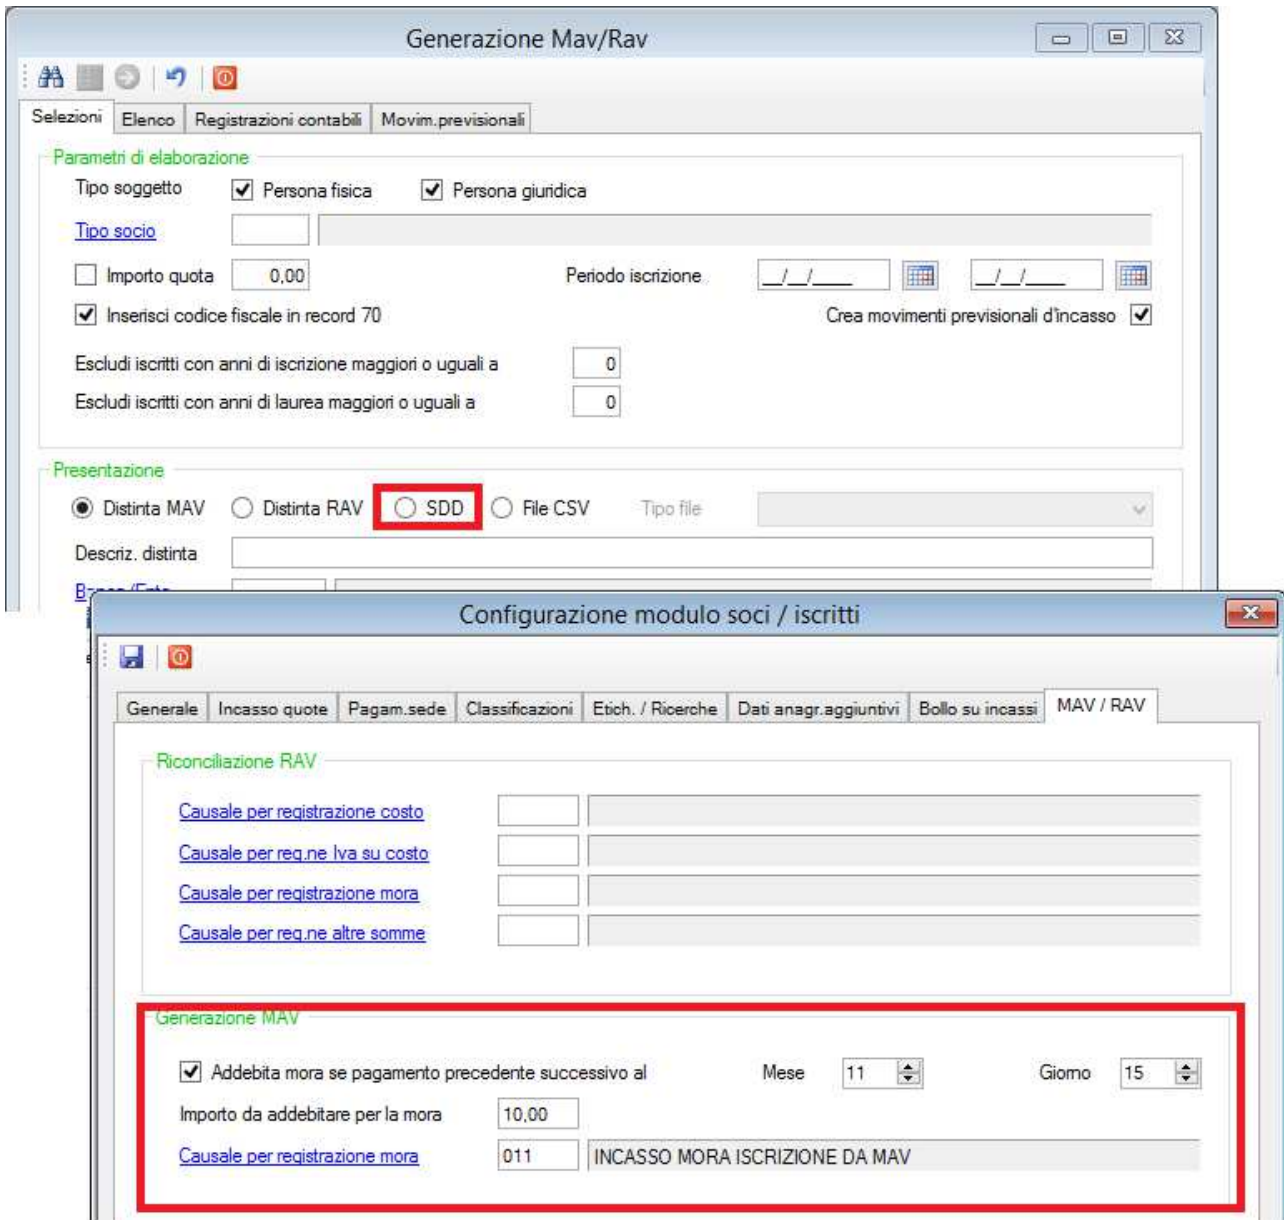 Generazione Mav/Rav
Selezioni Elenco Registrazioni contabili Movim.previsionali
Parametri di elaborazione
Tipo soggetto Persona fisica Persona giuridica
Tipo socio
Importo quota 0,00 Periodo iscrizione __/__/____ __/__/____
Inserisci codice fiscale in record 70 Crea movimenti previsionali d'incasso
Escludi iscritti con anni di iscrizione maggiori o uguali a 0
Escludi iscritti con anni di laurea maggiori o uguali a 0
Presentazione
Distinta MAV Distinta RAV SDD File CSV Tipo file
Descriz. distinta
Configurazione modulo soci / iscritti
Generale Incasso quote Pagam.sede Classificazioni Etich. / Ricerche Dati anagr.aggiuntivi Bollo su incassi MAV / RAV
Riconciliazione RAV
Causale per registrazione costo
Causale per reg.ne Iva su costo
Causale per registrazione mora
Causale per reg.ne altre somme
Generazione MAV
Addebita mora se pagamento precedente successivo al Mese 11 Giorno 15
Importo da addebitare per la mora 10,00
Causale per registrazione mora 011 INCASSO MORA ISCRIZIONE DA MAV